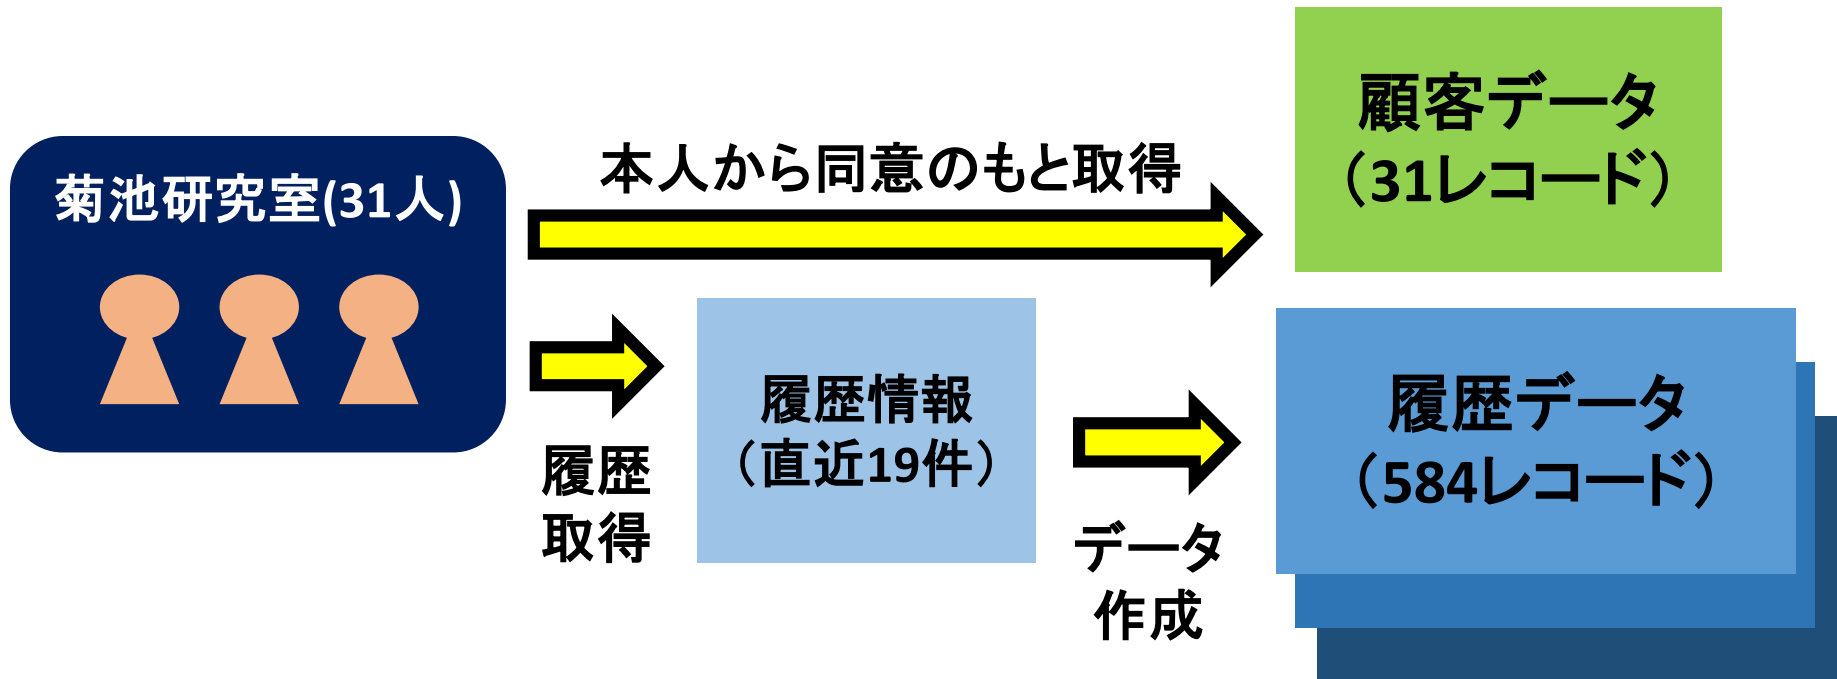 菊池研究室(31人)
本人から同意のもと取得
顧客データ
（31レコード）
履歴
取得
履歴情報
（直近19件）
データ
作成
履歴データ
（584レコード）